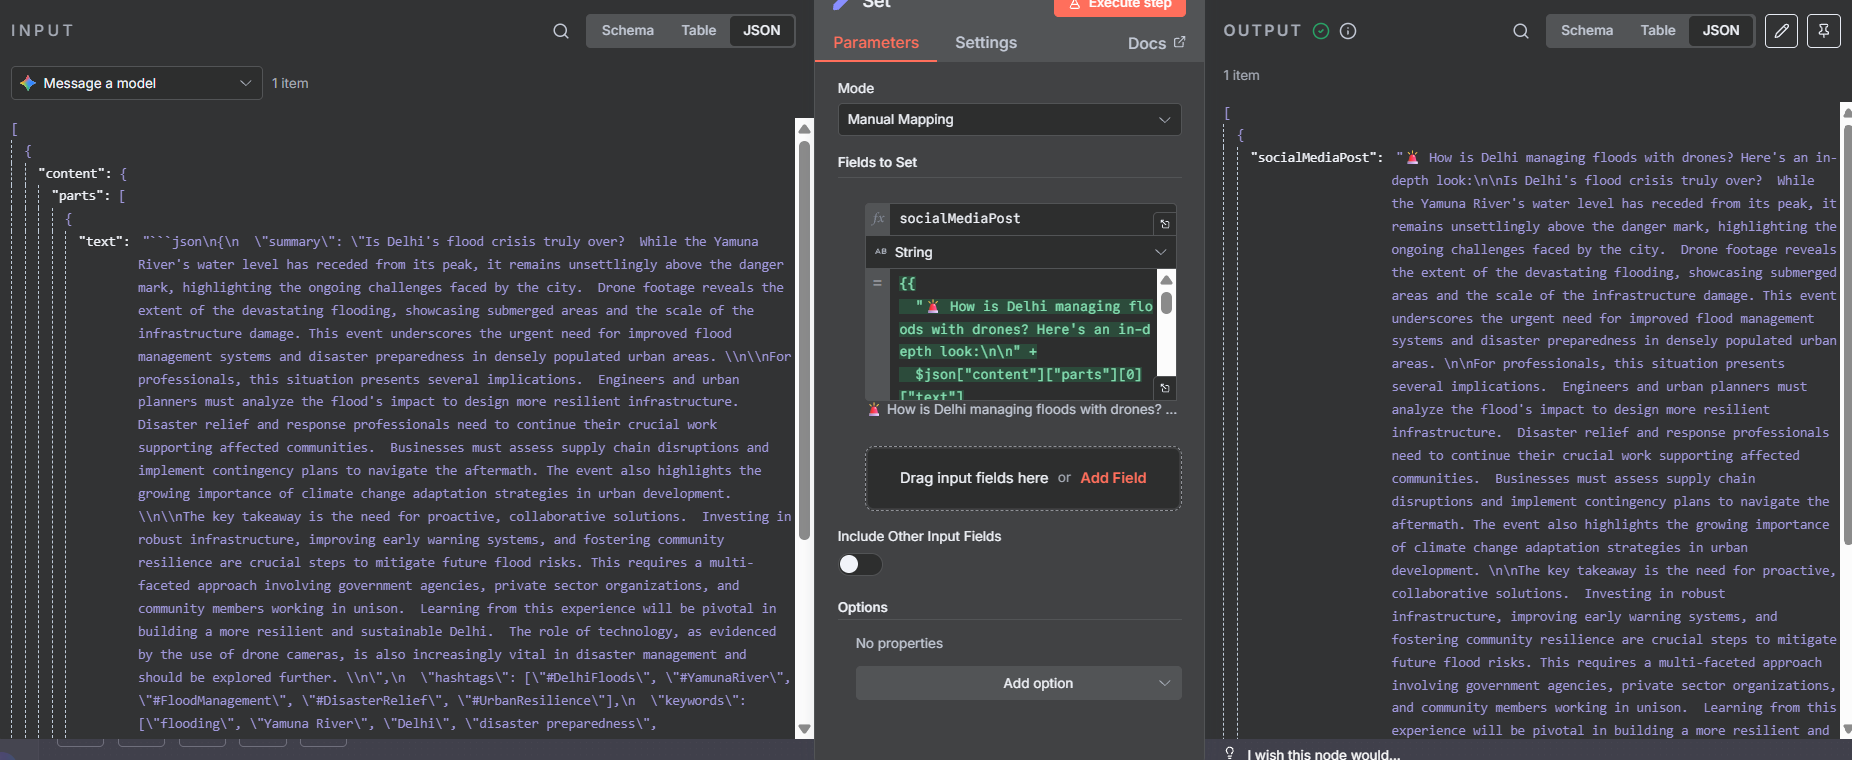 INPUT
Schema Table JSON
Message a model
1 item
[
{
"content": {
"parts": [
{
"text": "```json\n{\n  \"summary\": \"Is Delhi's flood crisis truly over?  While the Yamuna
River's water level has receded from its peak, it remains unsettlingly above the danger
mark, highlighting the ongoing challenges faced by the city.  Drone footage reveals the
extent of the devastating flooding, showcasing submerged areas and the scale of the
infrastructure damage. This event underscores the urgent need for improved flood
management systems and disaster preparedness in densely populated urban areas. \\n\\nFor
professionals, this situation presents several implications.  Engineers and urban
planners must analyze the flood's impact to design more resilient infrastructure.
Disaster relief and response professionals need to continue their crucial work
supporting affected communities.  Businesses must assess supply chain disruptions and
implement contingency plans to navigate the aftermath. The event also highlights the
growing importance of climate change adaptation strategies in urban development.
\\n\\nThe key takeaway is the need for proactive, collaborative solutions.  Investing in
robust infrastructure, improving early warning systems, and fostering community
resilience are crucial steps to mitigate future flood risks. This requires a multi-
faceted approach involving government agencies, private sector organizations, and
community members working in unison.  Learning from this experience will be pivotal in
building a more resilient and sustainable Delhi.  The role of technology, as evidenced
by the use of drone cameras, is also increasingly vital in disaster management and
should be explored further. \\n\",\n  \"hashtags\": [\"#DelhiFloods\", \"#YamunaRiver\",
\"#FloodManagement\", \"#DisasterRelief\", \"#UrbanResilience\"],\n  \"keywords\":
[\"flooding\", \"Yamuna River\", \"Delhi\", \"disaster preparedness\",
Set
Execute step
Parameters Settings Docs
Mode
Manual Mapping
Fields to Set
fx socialMediaPost
AB String
= {{
"🚨 How is Delhi managing flo
ods with drones? Here's an in-d
epth look:\n\n" +
$json["content"]["parts"][0]
["text"]
🚨 How is Delhi managing floods with drones? ...
Drag input fields here or Add Field
Include Other Input Fields
Options
No properties
Add option
OUTPUT
Schema Table JSON
1 item
[
{
"socialMediaPost": "🚨 How is Delhi managing floods with drones? Here's an in-
depth look:\n\nIs Delhi's flood crisis truly over?  While
the Yamuna River's water level has receded from its peak, it
remains unsettlingly above the danger mark, highlighting the
ongoing challenges faced by the city.  Drone footage reveals
the extent of the devastating flooding, showcasing submerged
areas and the scale of the infrastructure damage. This event
underscores the urgent need for improved flood management
systems and disaster preparedness in densely populated urban
areas. \n\nFor professionals, this situation presents
several implications.  Engineers and urban planners must
analyze the flood's impact to design more resilient
infrastructure.  Disaster relief and response professionals
need to continue their crucial work supporting affected
communities.  Businesses must assess supply chain
disruptions and implement contingency plans to navigate the
aftermath. The event also highlights the growing importance
of climate change adaptation strategies in urban
development. \n\nThe key takeaway is the need for proactive,
collaborative solutions.  Investing in robust
infrastructure, improving early warning systems, and
fostering community resilience are crucial steps to mitigate
future flood risks. This requires a multi-faceted approach
involving government agencies, private sector organizations,
and community members working in unison.  Learning from this
experience will be pivotal in building a more resilient and
I wish this node would...